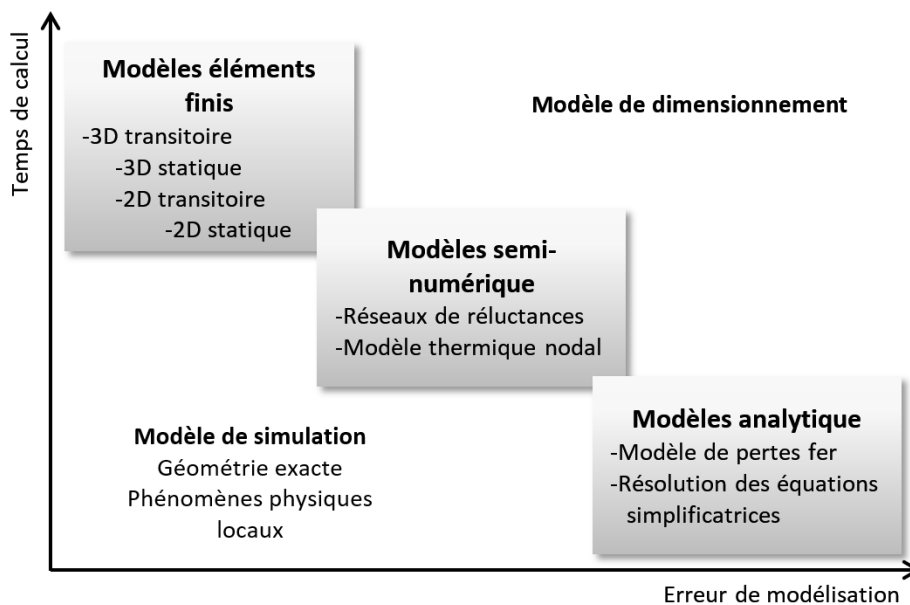 Temps de calcul
Modèles éléments
finis
-3D transitoire
-3D statique
-2D transitoire
-2D statique
Modèle de dimensionnement
Modèles semi-
numérique
-Réseaux de réluctances
-Modèle thermique nodal
Modèle de simulation
Géométrie exacte
Phénomènes physiques
locaux
Modèles analytique
-Modèle de pertes fer
-Résolution des équations
simplificatrices
Erreur de modélisation